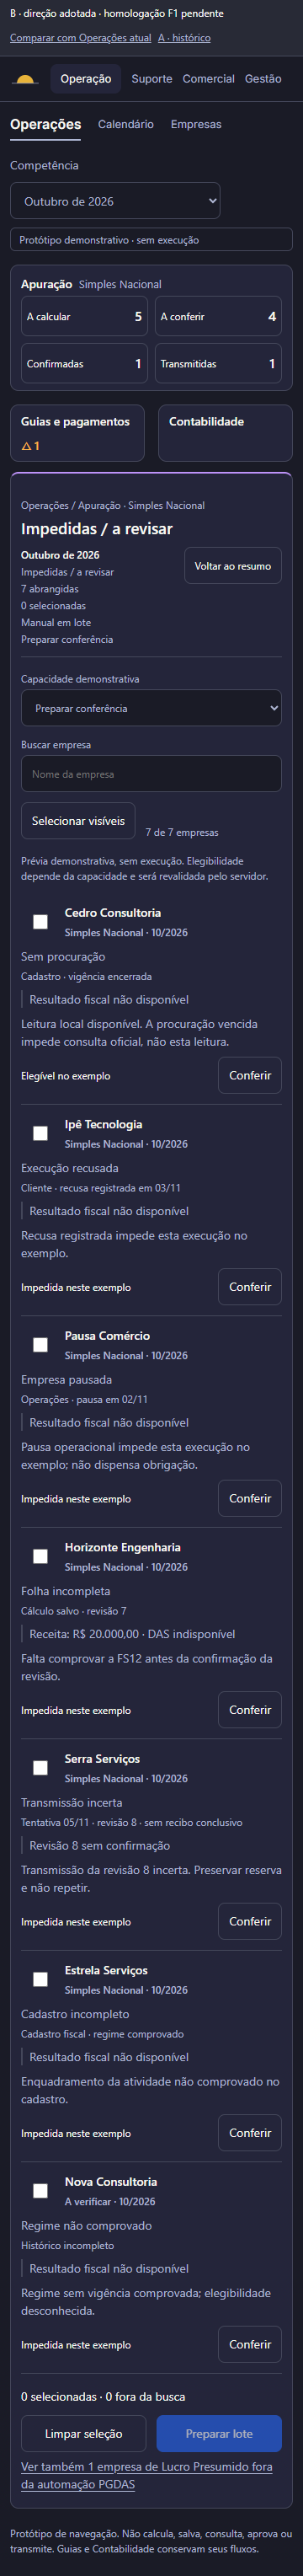 B · direção adotada · homologação F1 pendente
Comparar com Operações atual A · histórico
Operação Suporte Comercial Gestão
Operações Calendário Empresas
Competência
Outubro de 2026
Protótipo demonstrativo · sem execução
Apuração Simples Nacional
A calcular 5 A conferir 4
Confirmadas 1 Transmitidas 1
Guias e pagamentos Contabilidade
△ 1
Operações / Apuração · Simples Nacional
Impedidas / a revisar
Outubro de 2026
Impedidas / a revisar
7 abrangidas
0 selecionadas
Manual em lote
Preparar conferência
Voltar ao resumo
Capacidade demonstrativa
Preparar conferência
Buscar empresa
Nome da empresa
Selecionar visíveis 7 de 7 empresas
Prévia demonstrativa, sem execução. Elegibilidade
depende da capacidade e será revalidada pelo servidor.
Cedro Consultoria
Simples Nacional · 10/2026
Sem procuração
Cadastro · vigência encerrada
Resultado fiscal não disponível
Leitura local disponível. A procuração vencida
impede consulta oficial, não esta leitura.
Elegível no exemplo Conferir
Ipê Tecnologia
Simples Nacional · 10/2026
Execução recusada
Cliente · recusa registrada em 03/11
Resultado fiscal não disponível
Recusa registrada impede esta execução no
exemplo.
Impedida neste exemplo Conferir
Pausa Comércio
Simples Nacional · 10/2026
Empresa pausada
Operações · pausa em 02/11
Resultado fiscal não disponível
Pausa operacional impede esta execução no
exemplo; não dispensa obrigação.
Impedida neste exemplo Conferir
Horizonte Engenharia
Simples Nacional · 10/2026
Folha incompleta
Cálculo salvo · revisão 7
Receita: R$ 20.000,00 · DAS indisponível
Falta comprovar a FS12 antes da confirmação da
revisão.
Impedida neste exemplo Conferir
Serra Serviços
Simples Nacional · 10/2026
Transmissão incerta
Tentativa 05/11 · revisão 8 · sem recibo conclusivo
Revisão 8 sem confirmação
Transmissão da revisão 8 incerta. Preservar reserva
e não repetir.
Impedida neste exemplo Conferir
Estrela Serviços
Simples Nacional · 10/2026
Cadastro incompleto
Cadastro fiscal · regime comprovado
Resultado fiscal não disponível
Enquadramento da atividade não comprovado no
cadastro.
Impedida neste exemplo Conferir
Nova Consultoria
A verificar · 10/2026
Regime não comprovado
Histórico incompleto
Resultado fiscal não disponível
Regime sem vigência comprovada; elegibilidade
desconhecida.
Impedida neste exemplo Conferir
0 selecionadas · 0 fora da busca
Limpar seleção Preparar lote
Ver também 1 empresa de Lucro Presumido fora
da automação PGDAS
Protótipo de navegação. Não calcula, salva, consulta, aprova ou
transmite. Guias e Contabilidade conservam seus fluxos.